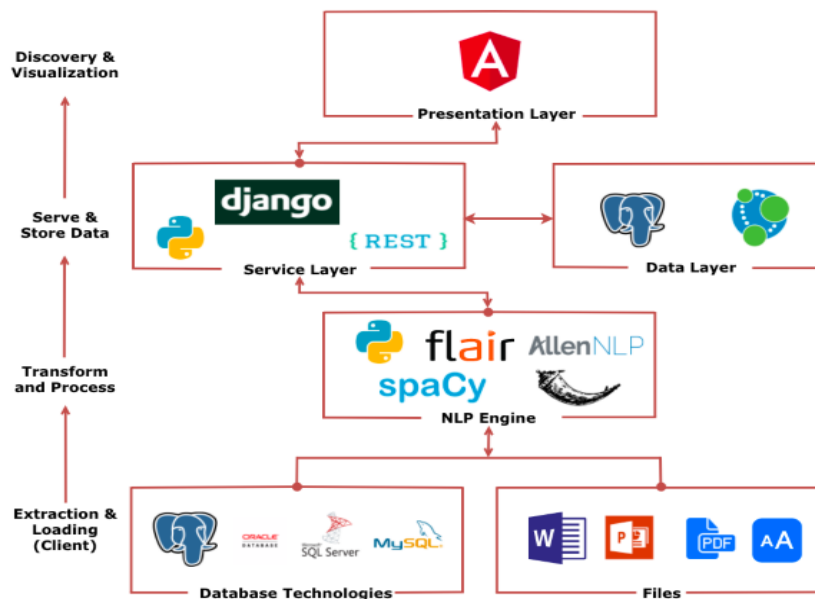 Discovery &
Visualization
Presentation Layer
django
{ REST }
Serve &
Store Data
Service Layer
Data Layer
flair
AllenNLP
spaCy
Transform
and Process
NLP Engine
Extraction &
Loading
(Client)
ORACLE
DATABASE
Microsoft
SQL Server
MySQL
W
P
PDF
AA
Database Technologies
Files